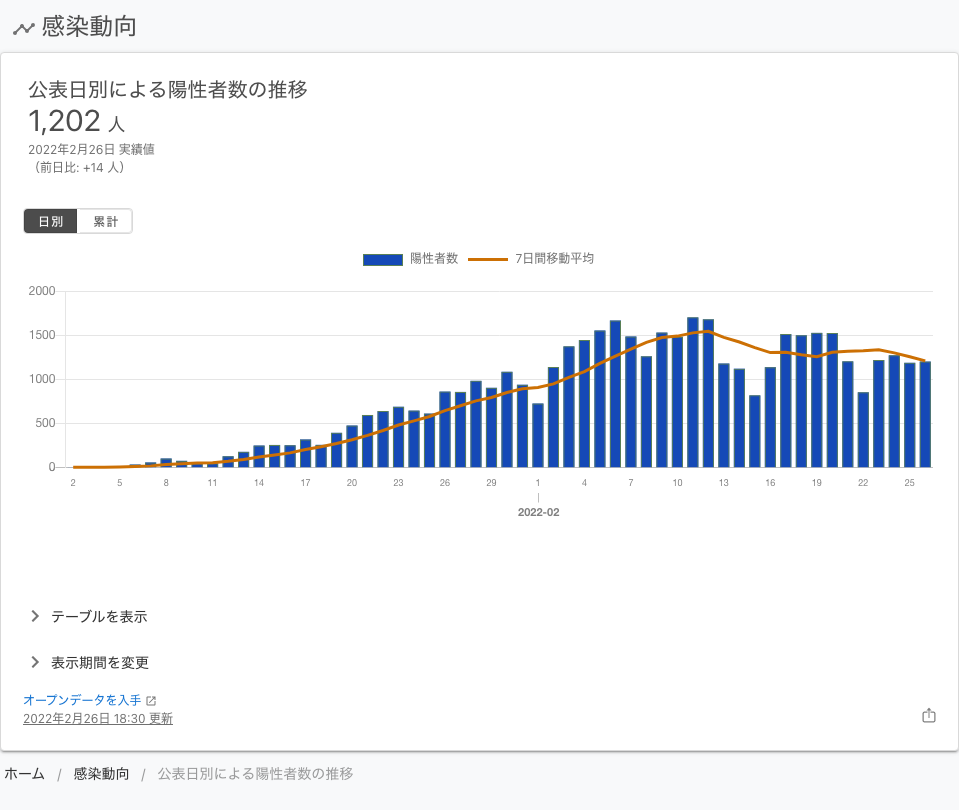 感染動向
公表日別による陽性者数の推移
1,202 人
2022年2月26日 実績値
（前日比: +14 人）
日別 累計
陽性者数 7日間移動平均
2000
1500
1000
500
0
2 5 8 11 14 17 20 23 26 29 1 4 7 10 13 16 19 22 25
2022-02
テーブルを表示
表示期間を変更
オープンデータを入手
2022年2月26日 18:30 更新
ホーム / 感染動向 / 公表日別による陽性者数の推移